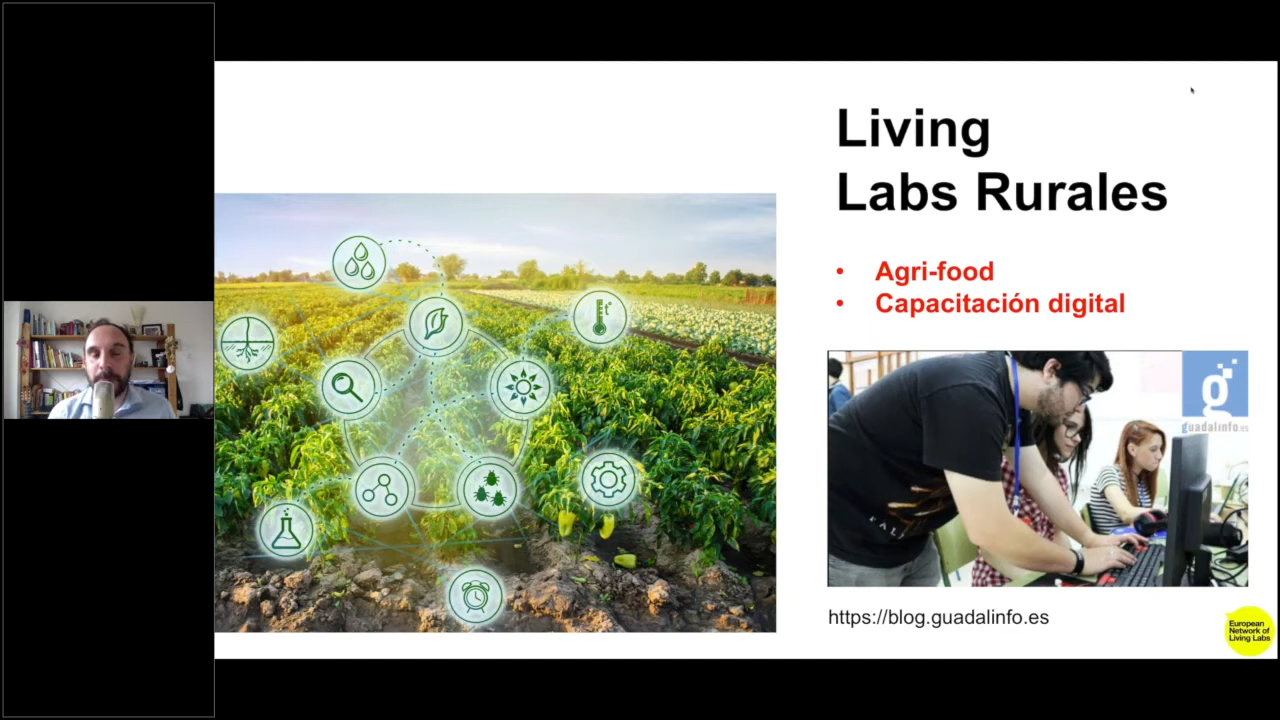 Living
Labs Rurales
• Agri-food
• Capacitación digital
t°
g
guadalinfo.es
https://blog.guadalinfo.es
European
Network of
Living Labs